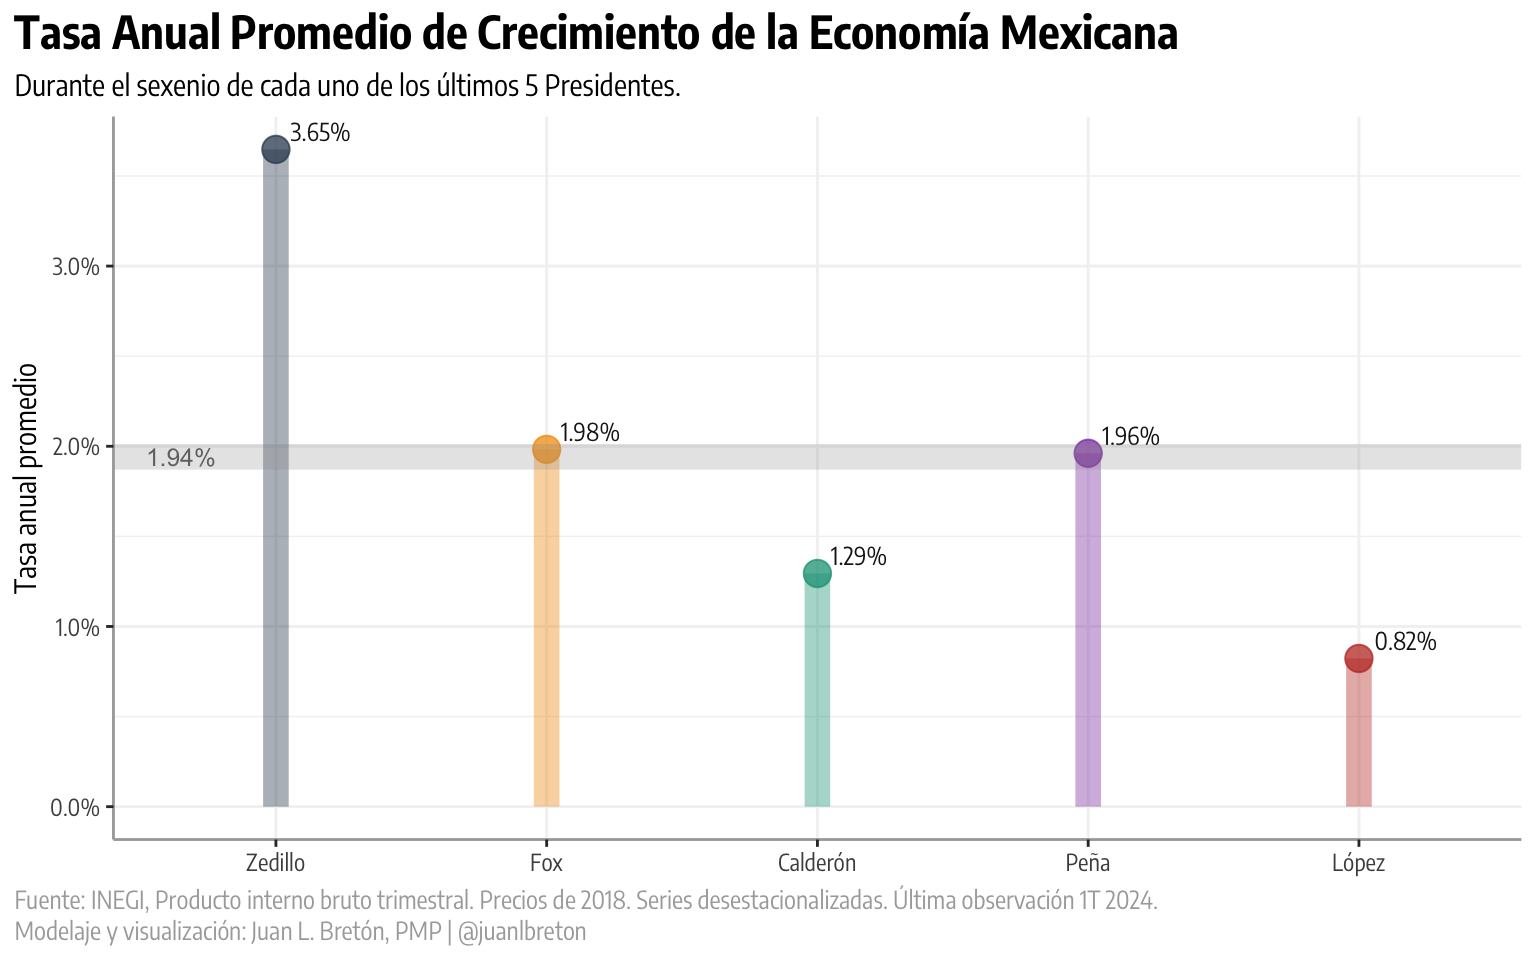 Tasa Anual Promedio de Crecimiento de la Economía Mexicana
Durante el sexenio de cada uno de los últimos 5 Presidentes.
3.65%
3.0%
Tasa anual promedio
1.98%
1.96%
2.0%
1.94%
1.29%
1.0%
0.82%
0.0%
Zedillo
Fox
Calderón
Peña
López
Fuente: INEGI, Producto interno bruto trimestral. Precios de 2018. Series desestacionalizadas. Última observación 1T 2024.
Modelaje y visualización: Juan L. Bretón, PMP | @juanlbreton